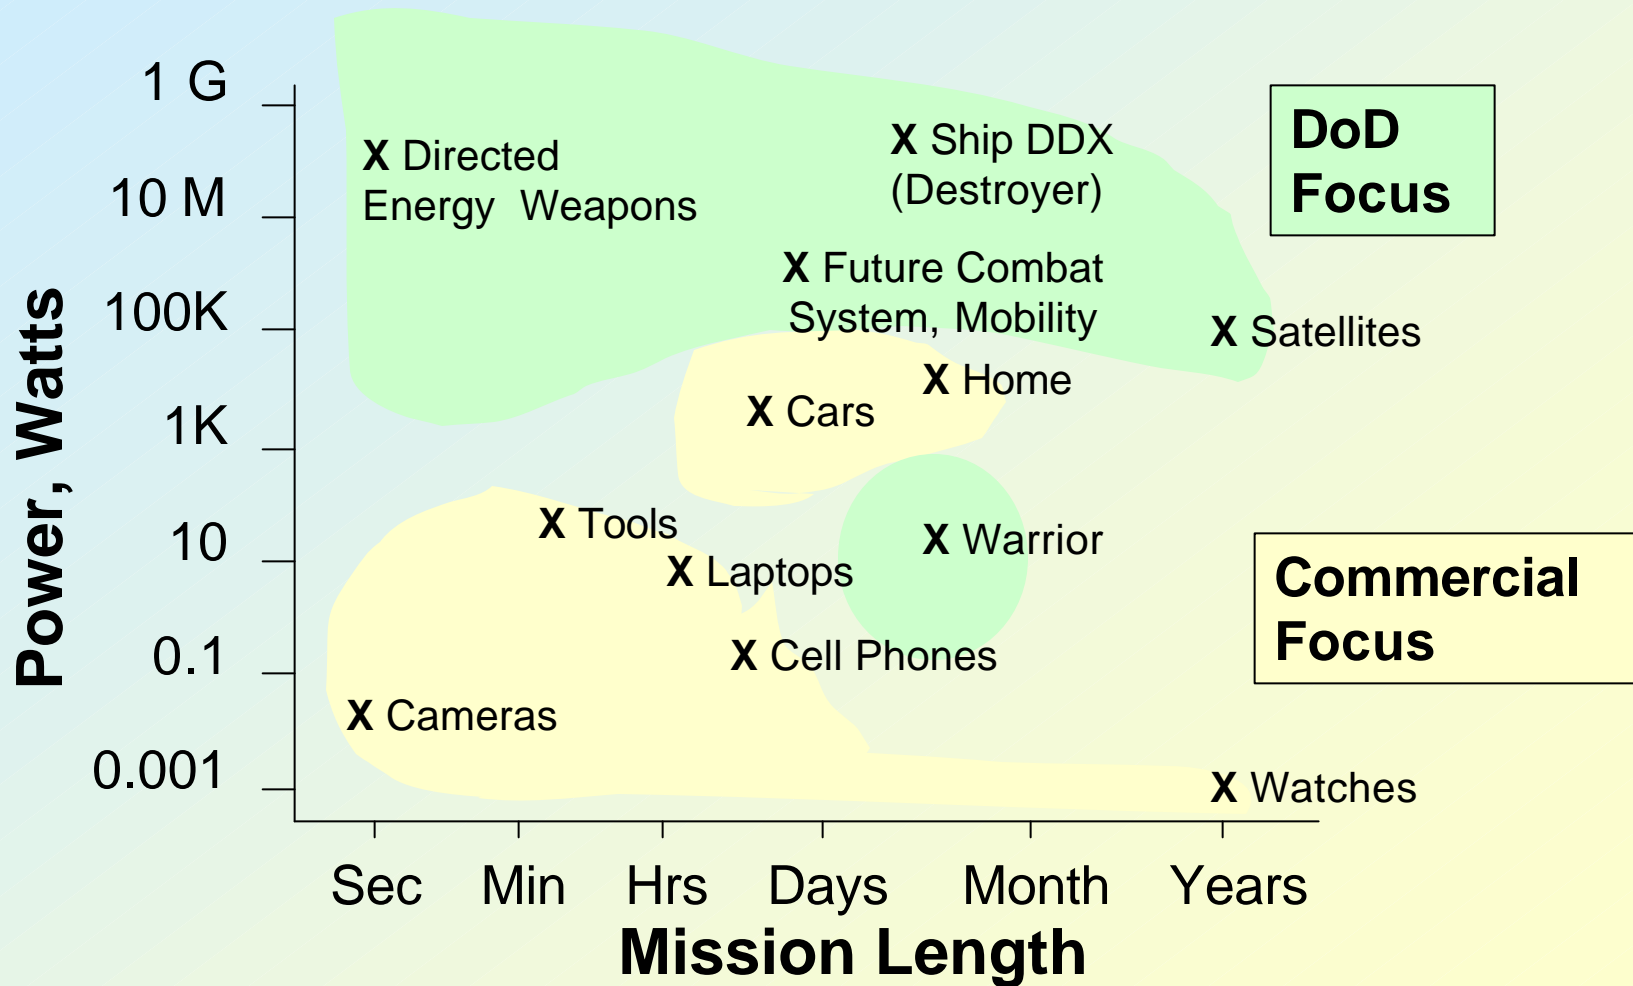 1 G
10 M
100K
1K
10
0.1
0.001
Power, Watts
X Directed
Energy Weapons
X Ship DDX
(Destroyer)
X Future Combat
System, Mobility
X Satellites
X Home
X Cars
X Tools
X Laptops
X Warrior
X Cell Phones
X Cameras
X Watches
DoD
Focus
Commercial
Focus
Sec Min Hrs Days Month Years
Mission Length